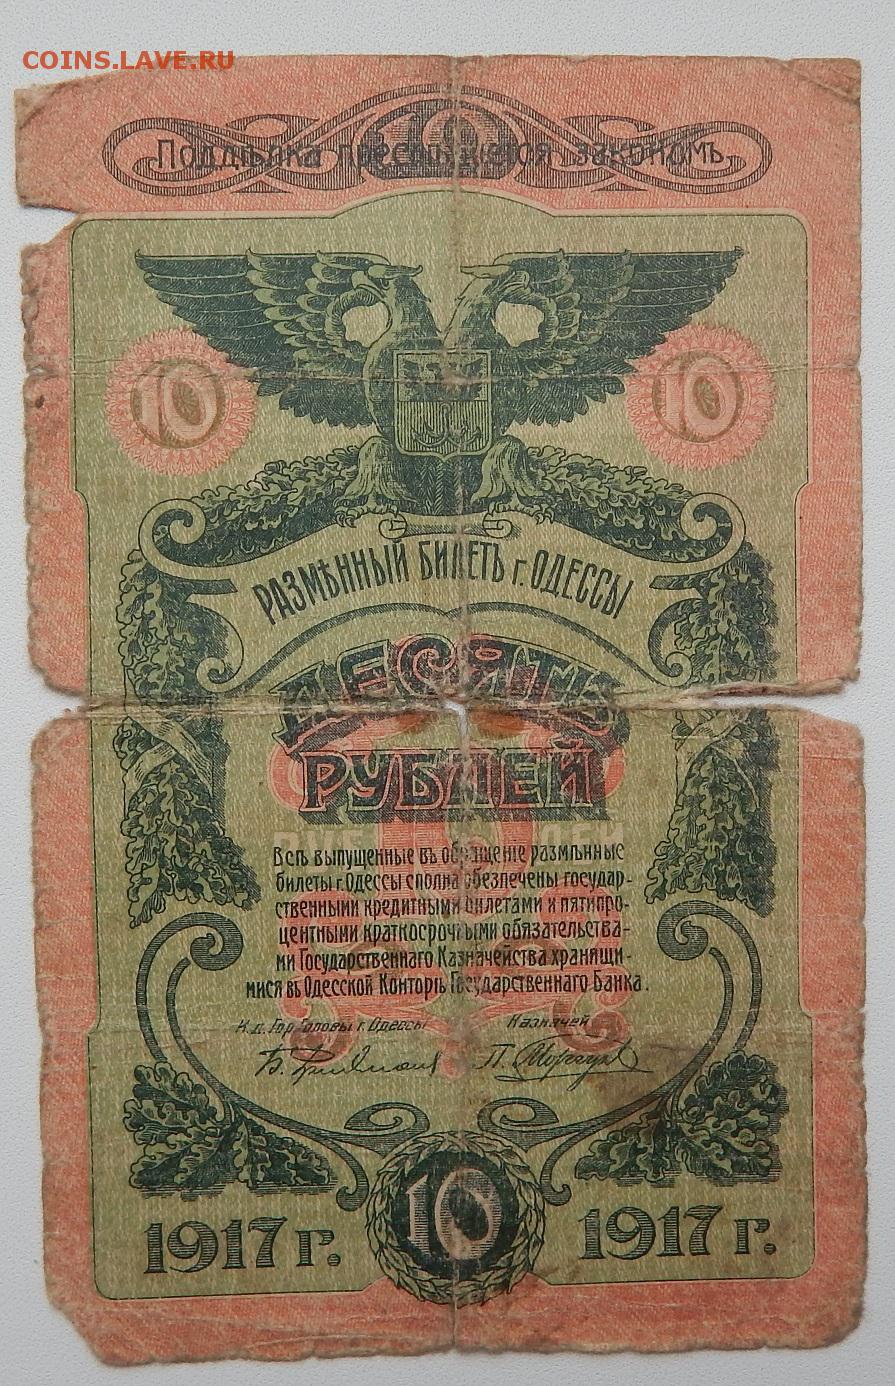 COINS.LAVE.RU
10
Поддѣлка преслѣдуется закономъ.
10 10
РАЗМѢННЫЙ БИЛЕТЪ г. ОДЕССЫ
ДЕСЯТЬ
РУБЛЕЙ
Всѣ выпущенные въ обращеніе размѣнные
билеты г. Одессы сполна обезпечены государ-
ственными кредитными билетами и пятипро-
центными краткосрочными обязательства-
ми Государственнаго Казначейства хранящи-
мися въ Одесской Конторѣ Государственнаго Банка.
И.д. Гор. Головы г. Одессы Казначей
10
1917 г. 1917 г.